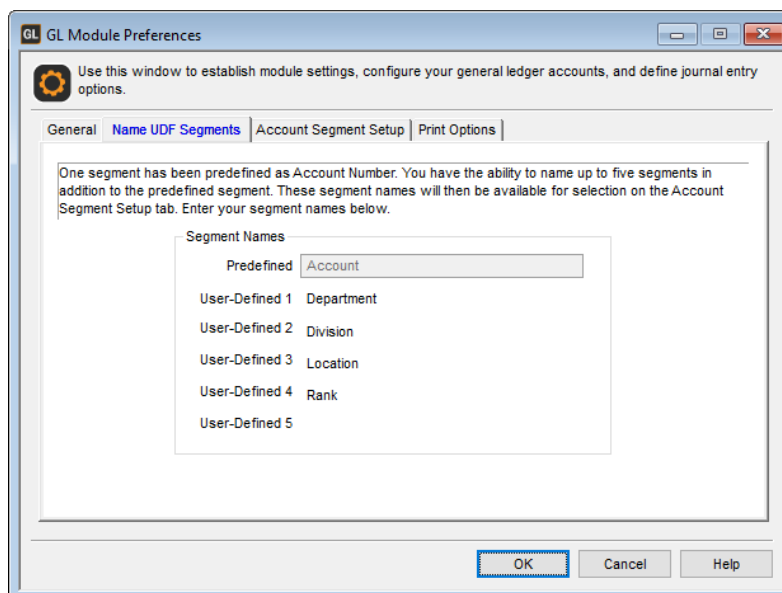 GL GL Module Preferences
Use this window to establish module settings, configure your general ledger accounts, and define journal entry
options.
General Name UDF Segments Account Segment Setup Print Options
One segment has been predefined as Account Number. You have the ability to name up to five segments in
addition to the predefined segment. These segment names will then be available for selection on the Account
Segment Setup tab. Enter your segment names below.
Segment Names
Predefined Account
User-Defined 1 Department
User-Defined 2 Division
User-Defined 3 Location
User-Defined 4 Rank
User-Defined 5
OK Cancel Help